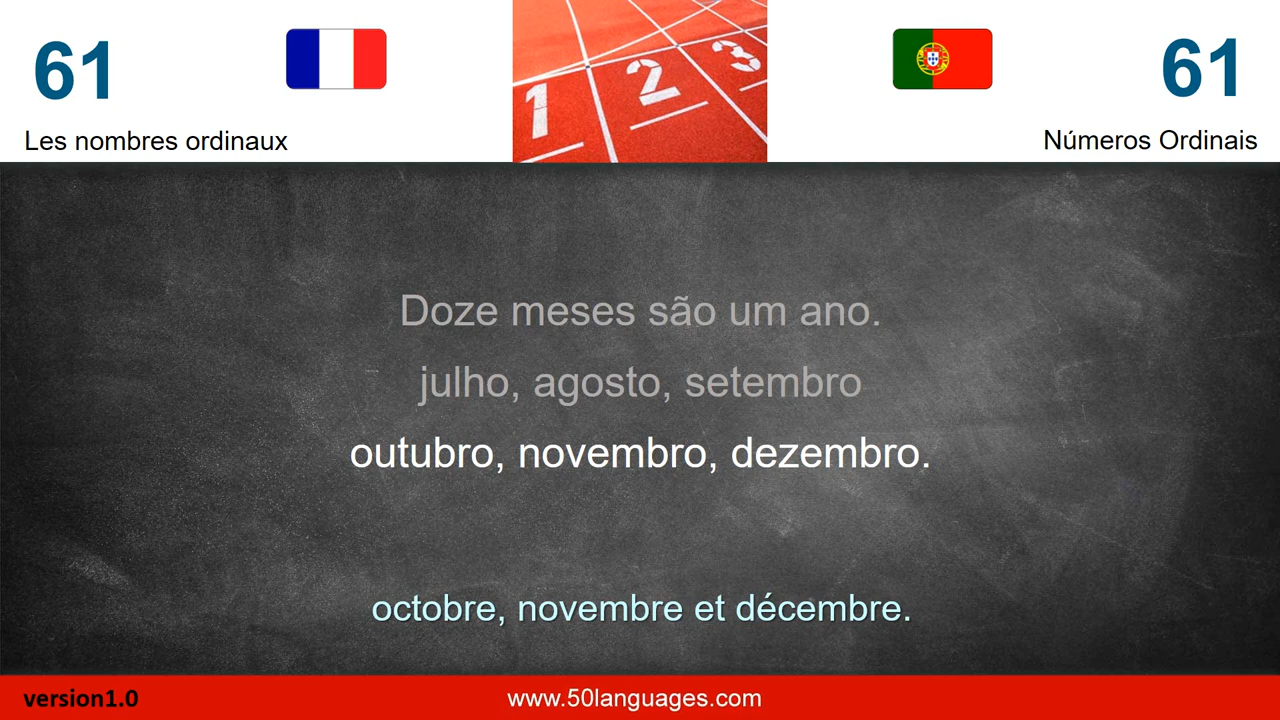 61
61
Les nombres ordinaux
Números Ordinais
1
2
3
Doze meses são um ano.
julho, agosto, setembro
outubro, novembro, dezembro.
octobre, novembre et décembre.
version1.0
www.50languages.com